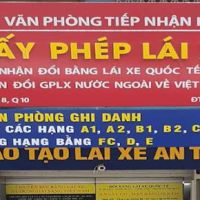 VĂN PHÒNG TIẾP NHẬN
ẤY PHÉP LÁI
NHẬN ĐỔI BẰNG LÁI XE QUỐC TẾ
ĐỔI GPLX NƯỚC NGOÀI VỀ VIỆT
8, Q10
N PHÒNG GHI DANH
CÁC HẠNG A1, A2, B1, B2, C
NG HẠNG BẰNG FC, D, E
ÀO TẠO LÁI XE AN T